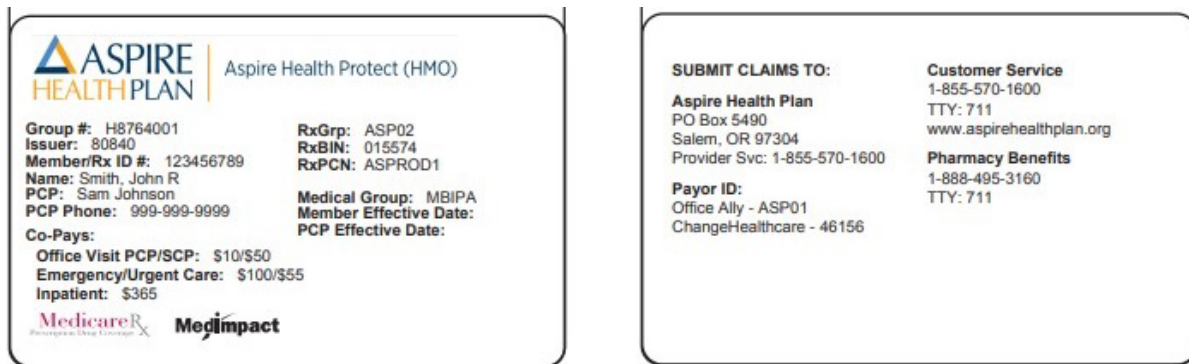 ASPIRE
HEALTH PLAN
Aspire Health Protect (HMO)
Group #: H8764001
Issuer: 80840
Member/Rx ID #: 123456789
Name: Smith, John R
PCP: Sam Johnson
PCP Phone: 999-999-9999
RxGrp: ASP02
RxBIN: 015574
RxPCN: ASPROD1
Medical Group: MBIPA
Member Effective Date:
PCP Effective Date:
Co-Pays:
Office Visit PCP/SCP: $10/$50
Emergency/Urgent Care: $100/$55
Inpatient: $365
MedicareRx
Prescription Drug Coverage
Medimpact
SUBMIT CLAIMS TO:
Aspire Health Plan
PO Box 5490
Salem, OR 97304
Provider Svc: 1-855-570-1600
Payor ID:
Office Ally - ASP01
ChangeHealthcare - 46156
Customer Service
1-855-570-1600
TTY: 711
www.aspirehealthplan.org
Pharmacy Benefits
1-888-495-3160
TTY: 711